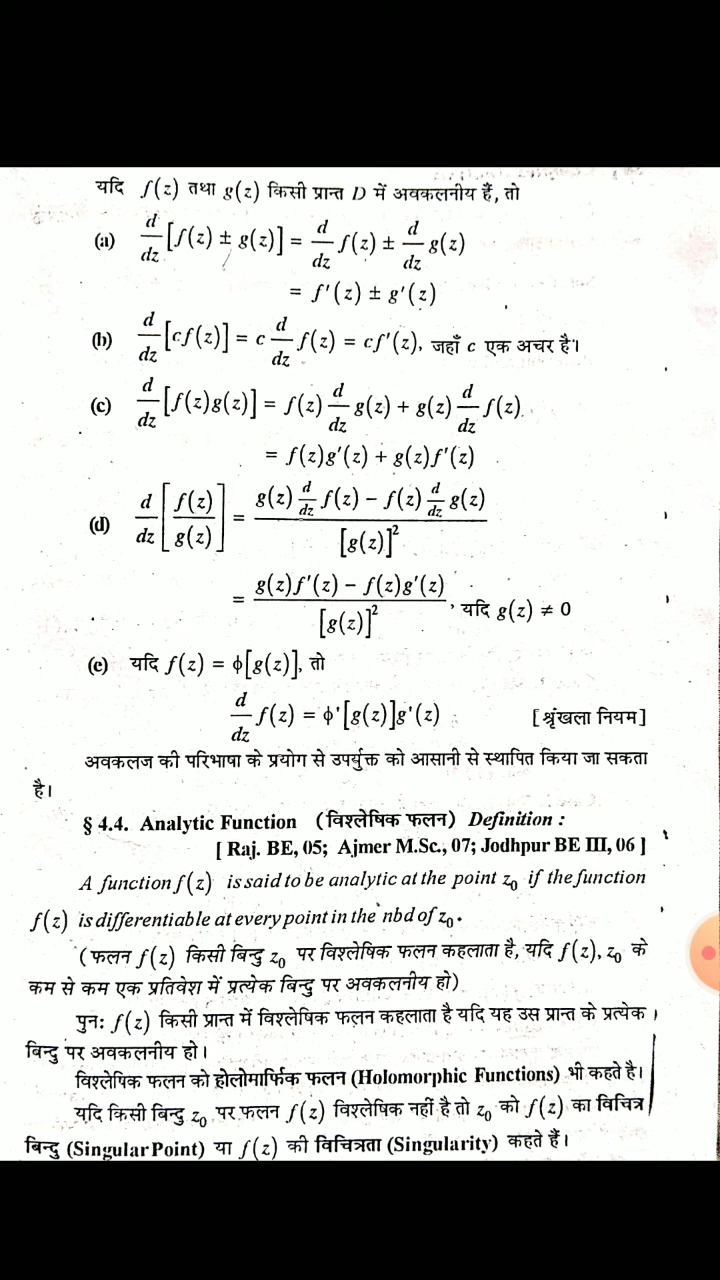 यदि f(z) तथा g(z) किसी प्रान्त D में अवकलनीय हैं, तो
(a) d/dz [f(z) ± g(z)] = d/dz f(z) ± d/dz g(z)
= f'(z) ± g'(z)
(b) d/dz [cf(z)] = c d/dz f(z) = cf'(z), जहाँ c एक अचर है।
(c) d/dz [f(z)g(z)] = f(z) d/dz g(z) + g(z) d/dz f(z)
= f(z)g'(z) + g(z)f'(z)
(d) d/dz [f(z)/g(z)] = (g(z) d/dz f(z) − f(z) d/dz g(z)) / [g(z)]²
= (g(z)f'(z) − f(z)g'(z)) / [g(z)]², यदि g(z) ≠ 0
(e) यदि f(z) = ϕ[g(z)], तो
d/dz f(z) = ϕ'[g(z)]g'(z) [श्रृंखला नियम]
अवकलज की परिभाषा के प्रयोग से उपर्युक्त को आसानी से स्थापित किया जा सकता
है।
§ 4.4. Analytic Function (विश्लेषिक फलन) Definition :
[ Raj. BE, 05; Ajmer M.Sc., 07; Jodhpur BE III, 06 ]
A function f(z) is said to be analytic at the point z₀ if the function
f(z) is differentiable at every point in the nbd of z₀.
(फलन f(z) किसी बिन्दु z₀ पर विश्लेषिक फलन कहलाता है, यदि f(z), z₀ के
कम से कम एक प्रतिवेश में प्रत्येक बिन्दु पर अवकलनीय हो)
पुनः f(z) किसी प्रान्त में विश्लेषिक फलन कहलाता है यदि यह उस प्रान्त के प्रत्येक
बिन्दु पर अवकलनीय हो।
विश्लेषिक फलन को होलोमार्फिक फलन (Holomorphic Functions) भी कहते है।
यदि किसी बिन्दु z₀ पर फलन f(z) विश्लेषिक नहीं है तो z₀ को f(z) का विचित्र
बिन्दु (Singular Point) या f(z) की विचित्रता (Singularity) कहते हैं।